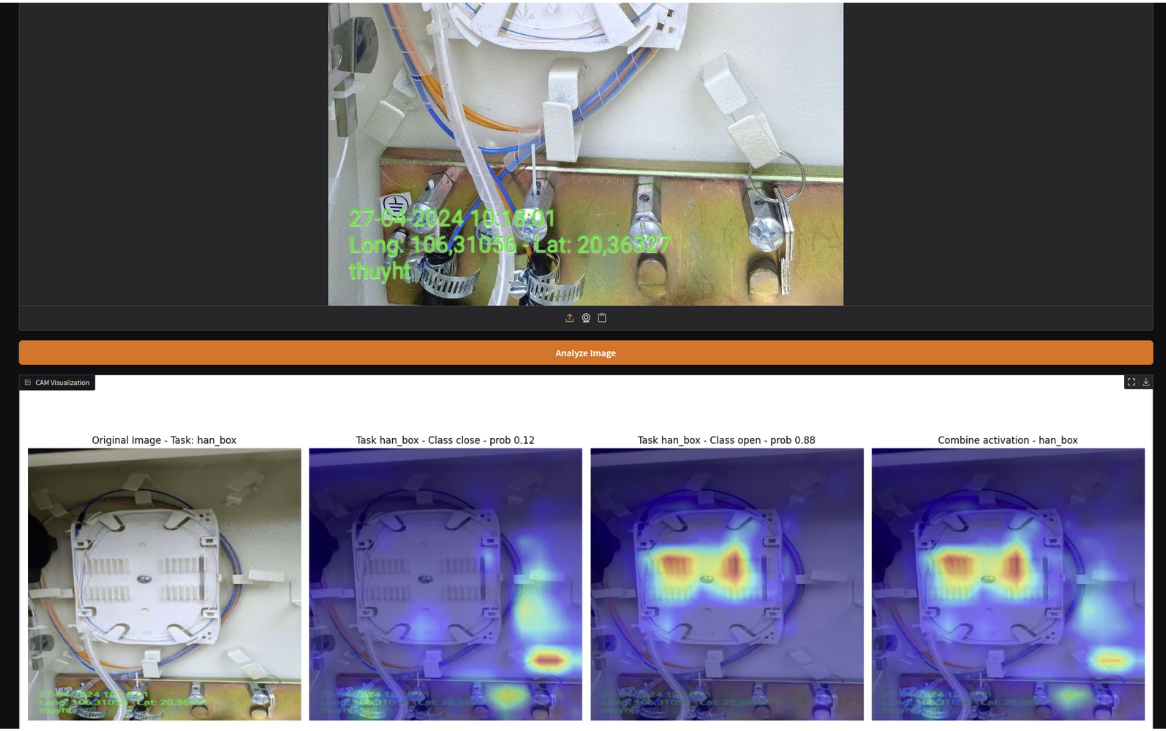 27-04-2024 10:18:01
Long: 106,31056 - Lat: 20,36327
thuyht
Analyze Image
CAM Visualization
Original Image - Task: han_box
Task han_box - Class close - prob 0.12
Task han_box - Class open - prob 0.88
Combine activation - han_box